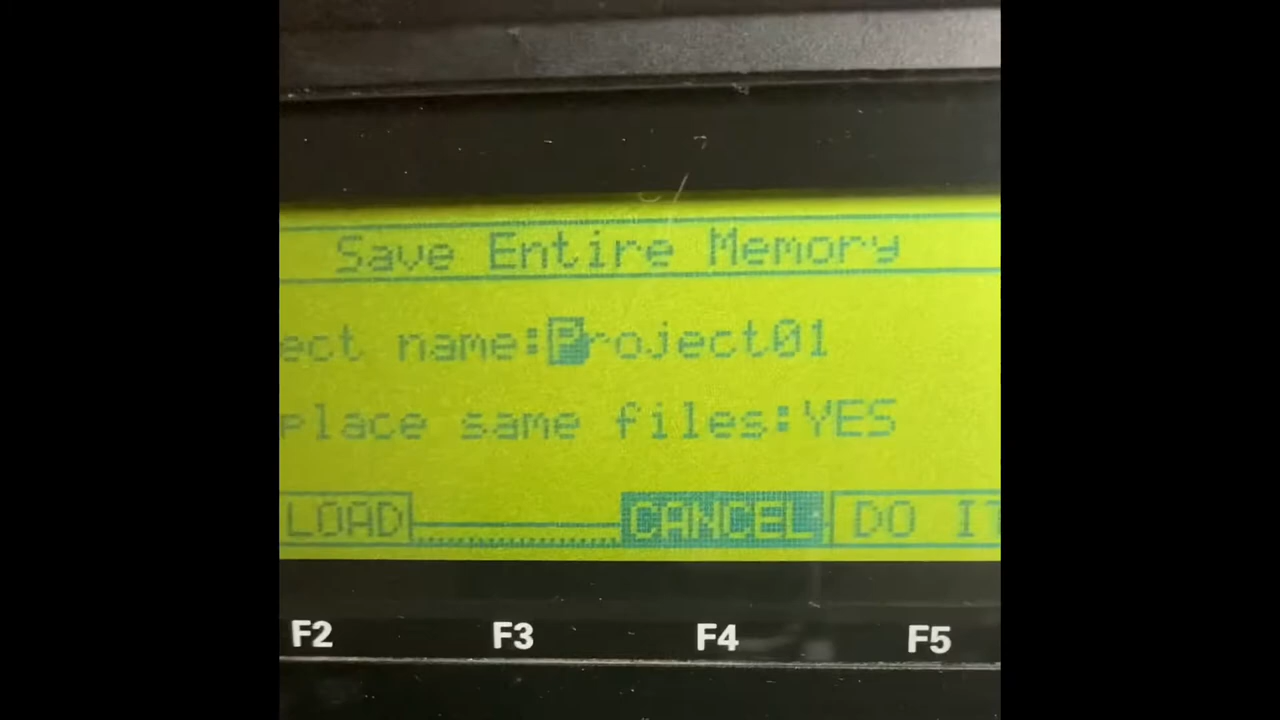 Save Entire Memory
ect name:Project01
place same files:YES
LOAD CANCEL DO IT
F2 F3 F4 F5